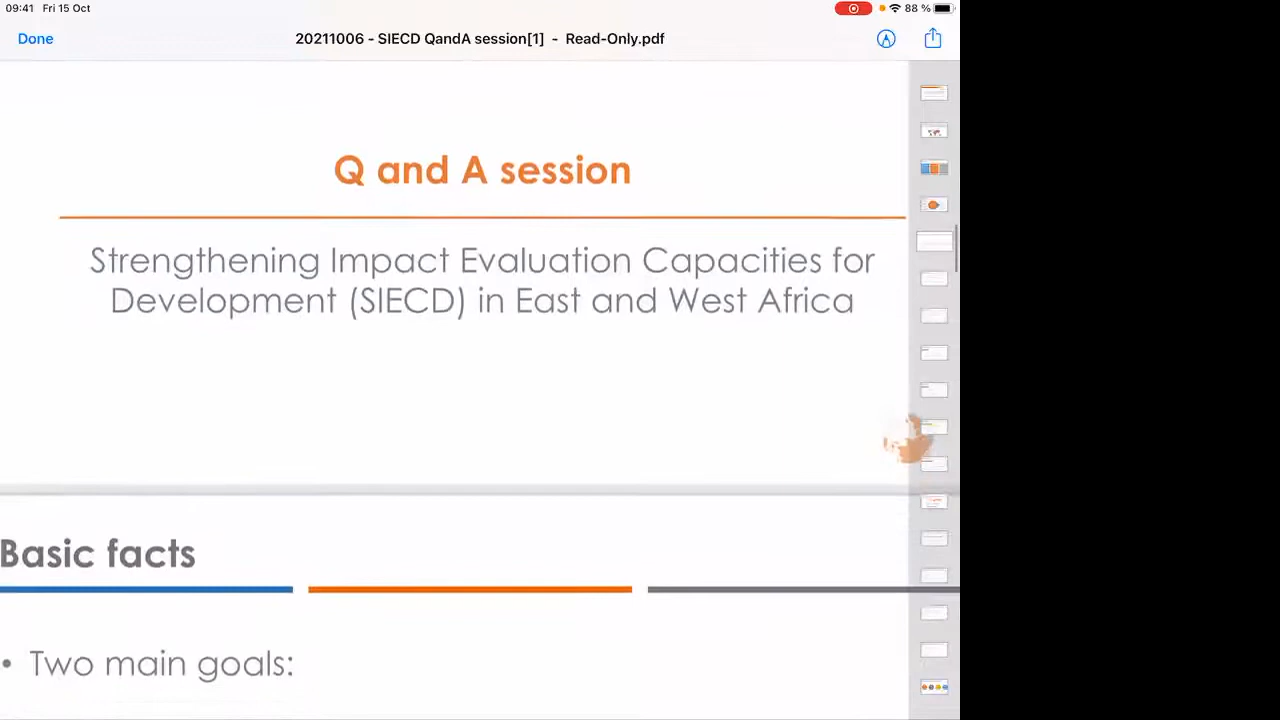 09:41 Fri 15 Oct
88 %
Done
20211006 - SIECD QandA session[1] - Read-Only.pdf
Q and A session
Strengthening Impact Evaluation Capacities for
Development (SIECD) in East and West Africa
Basic facts
• Two main goals: